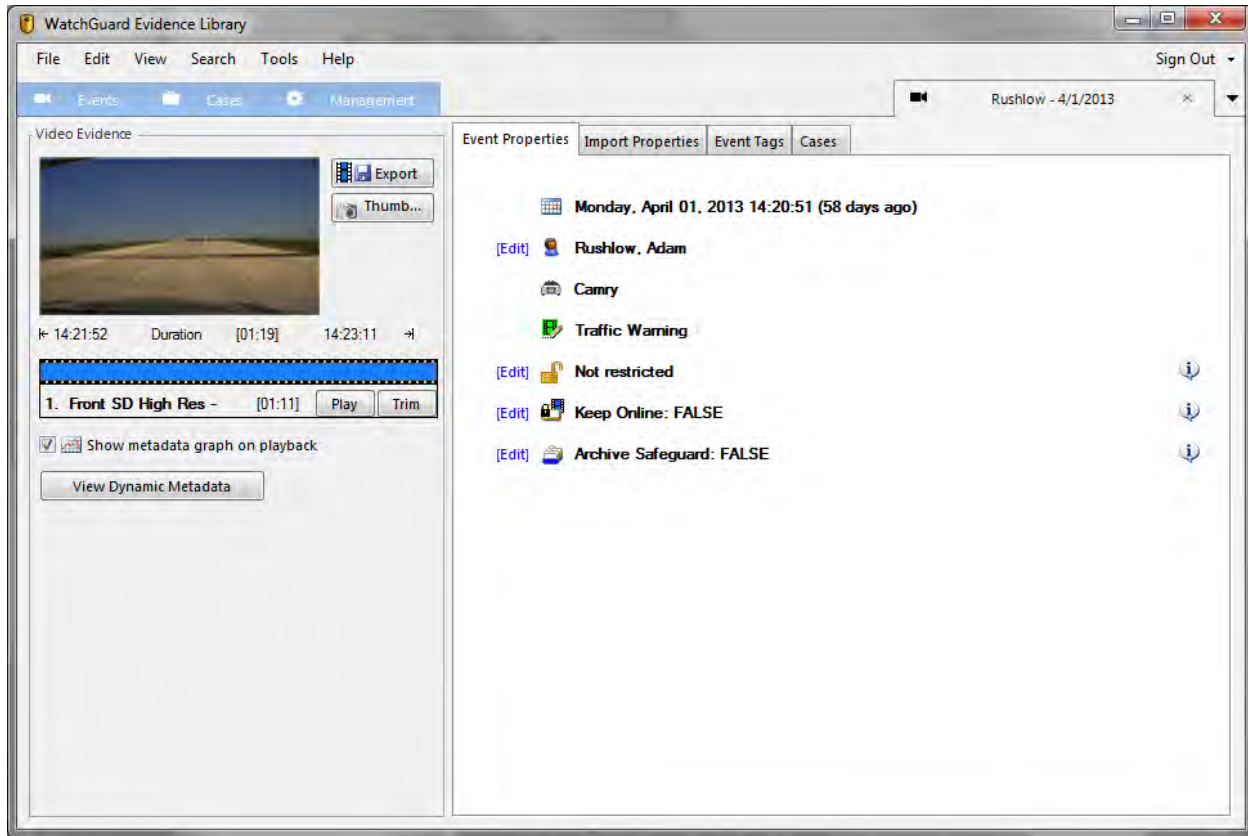 WatchGuard Evidence Library
File Edit View Search Tools Help Sign Out
Events Cases Management Rushlow - 4/1/2013
Video Evidence
Export
Thumb...
14:21:52 Duration [01:19] 14:23:11
1. Front SD High Res - [01:11] Play Trim
Show metadata graph on playback
View Dynamic Metadata
Event Properties Import Properties Event Tags Cases
Monday, April 01, 2013 14:20:51 (58 days ago)
[Edit] Rushlow, Adam
Camry
Traffic Warning
[Edit] Not restricted
[Edit] Keep Online: FALSE
[Edit] Archive Safeguard: FALSE